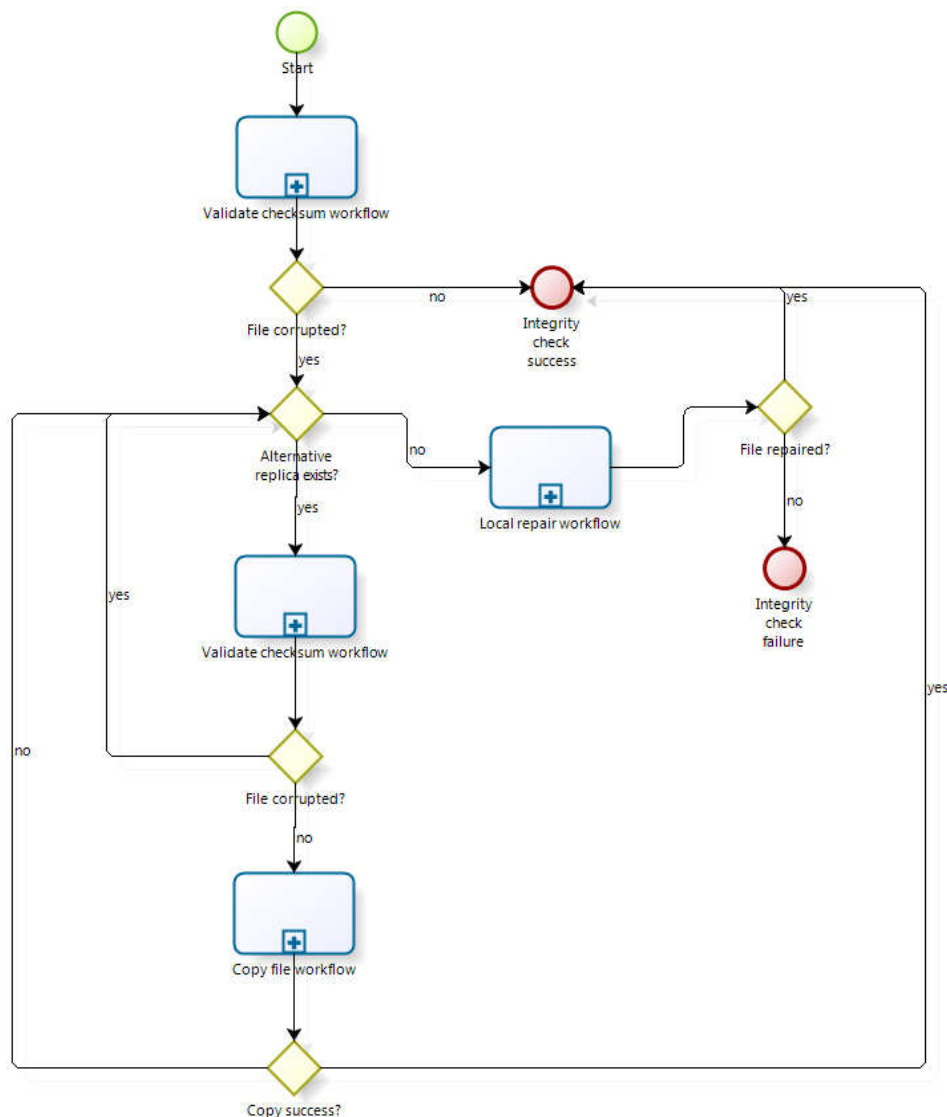 Start
Validate checksum workflow
File corrupted?
no
Integrity
check
success
yes
yes
Alternative
replica exists?
no
Local repair workflow
File repaired?
yes
no
Integrity
check
failure
yes
Validate checksum workflow
yes
no
File corrupted?
no
Copy file workflow
Copy success?